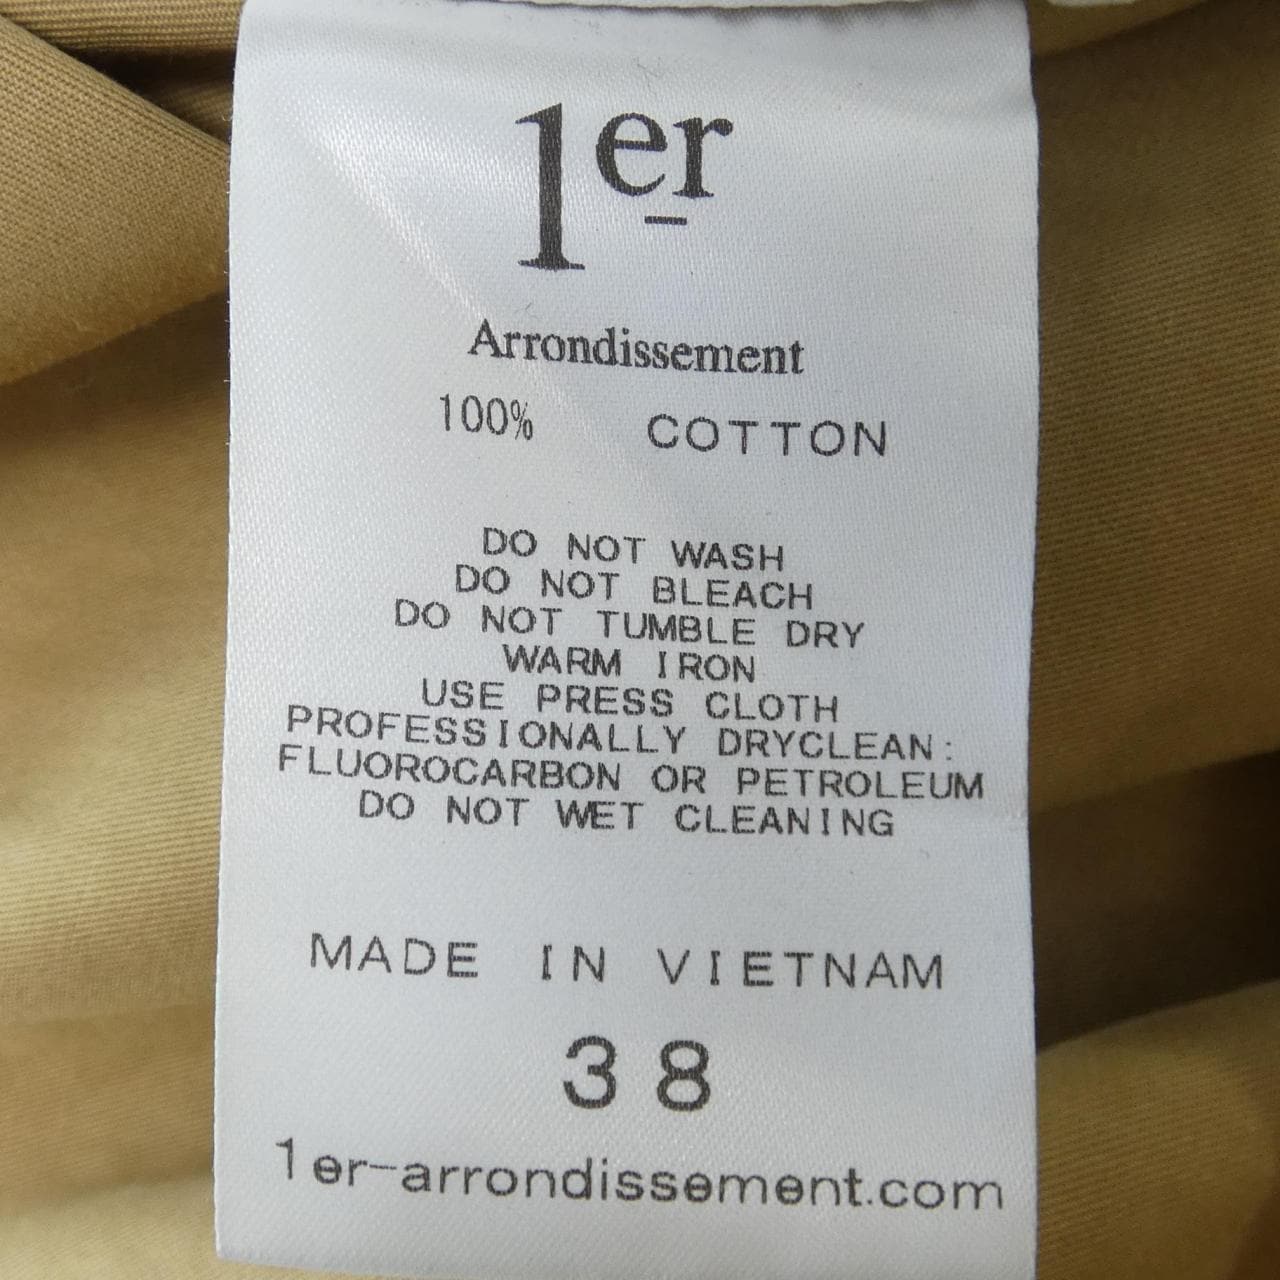 1er
Arrondissement
100% COTTON
DO NOT WASH
DO NOT BLEACH
DO NOT TUMBLE DRY
WARM IRON
USE PRESS CLOTH
PROFESSIONALLY DRYCLEAN:
FLUOROCARBON OR PETROLEUM
DO NOT WET CLEANING
MADE IN VIETNAM
38
1er-arrondissement.com